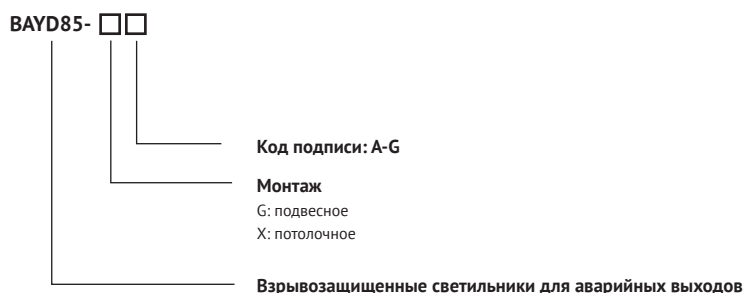 BAYD85- □□
Код подписи: A-G
Монтаж
G: подвесное
X: потолочное
Взрывозащищенные светильники для аварийных выходов